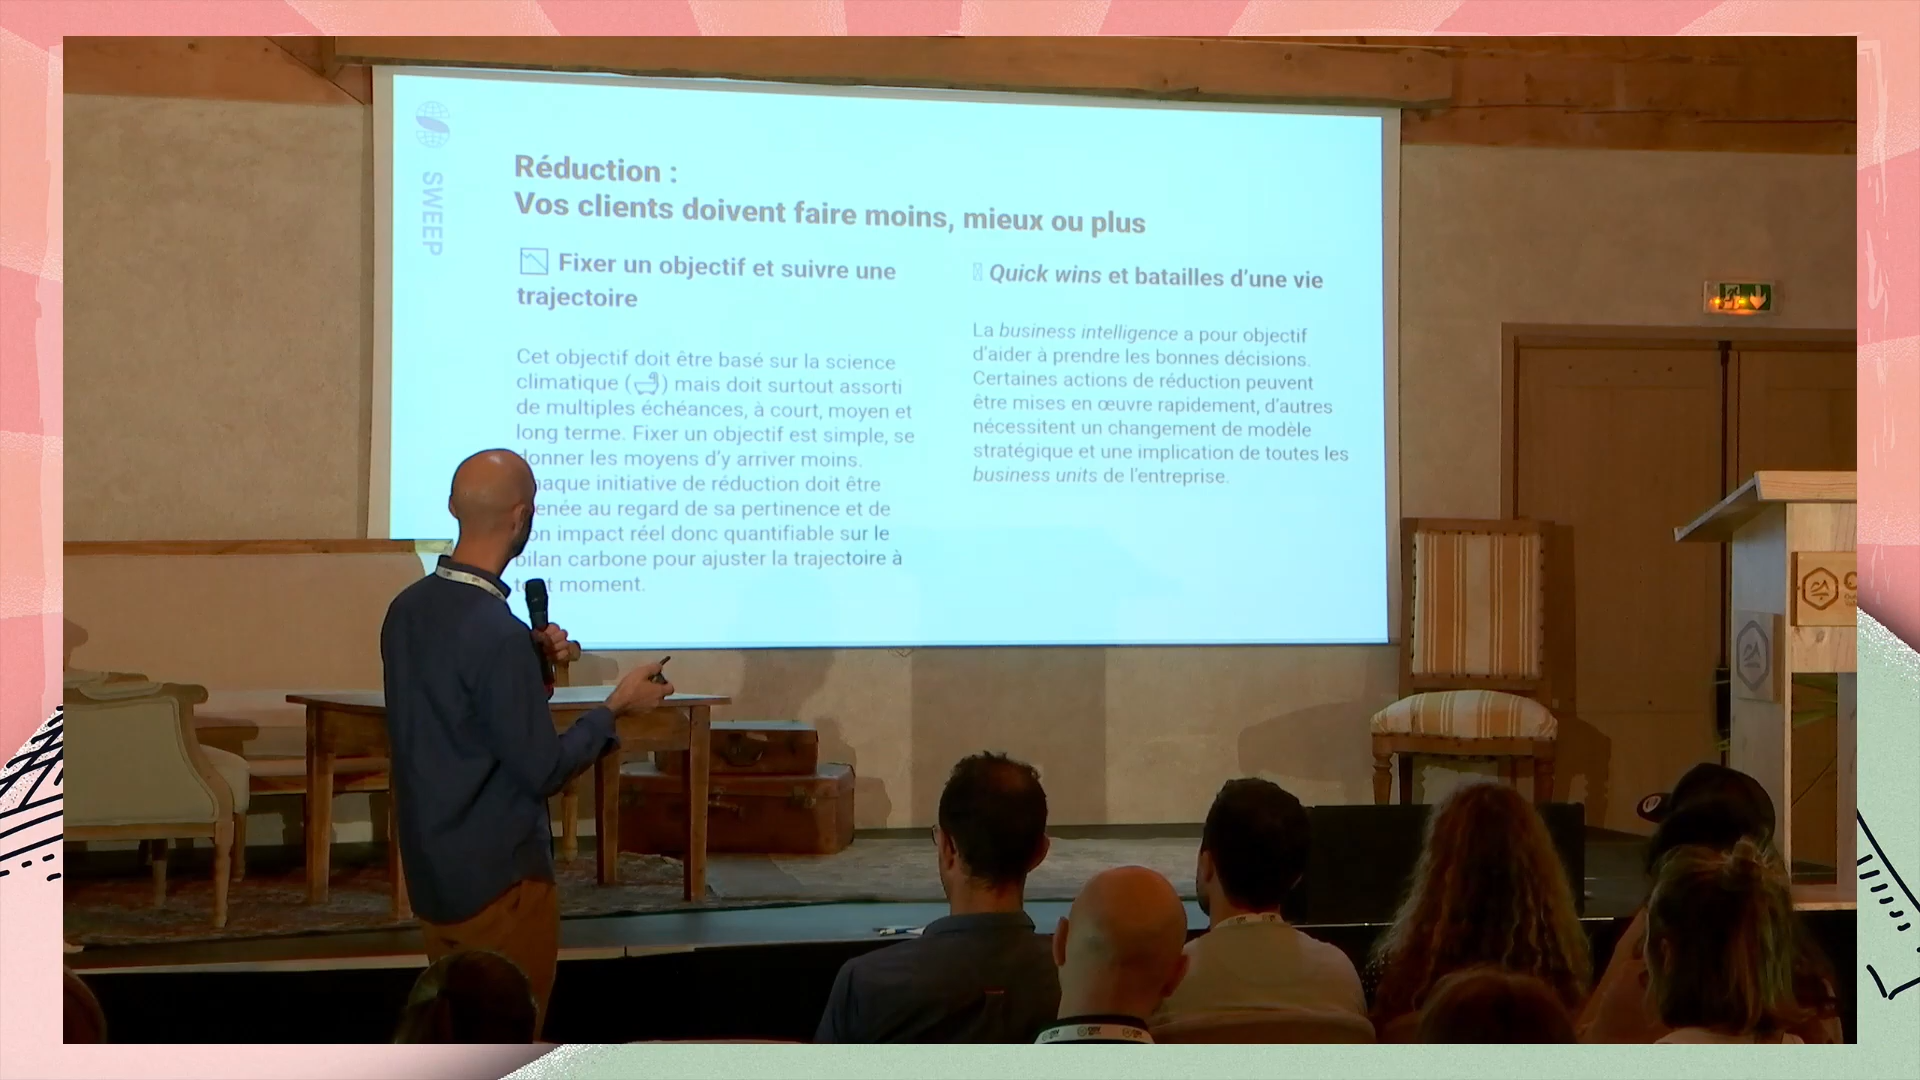 SWEEP
Réduction :
Vos clients doivent faire moins, mieux ou plus
Fixer un objectif et suivre une
trajectoire
Cet objectif doit être basé sur la science
climatique ( ) mais doit surtout assorti
de multiples échéances, à court, moyen et
long terme. Fixer un objectif est simple, se
donner les moyens d'y arriver moins.
haque initiative de réduction doit être
enée au regard de sa pertinence et de
on impact réel donc quantifiable sur le
bilan carbone pour ajuster la trajectoire à
tout moment.
Quick wins et batailles d'une vie
La business intelligence a pour objectif
d'aider à prendre les bonnes décisions.
Certaines actions de réduction peuvent
être mises en œuvre rapidement, d'autres
nécessitent un changement de modèle
stratégique et une implication de toutes les
business units de l'entreprise.